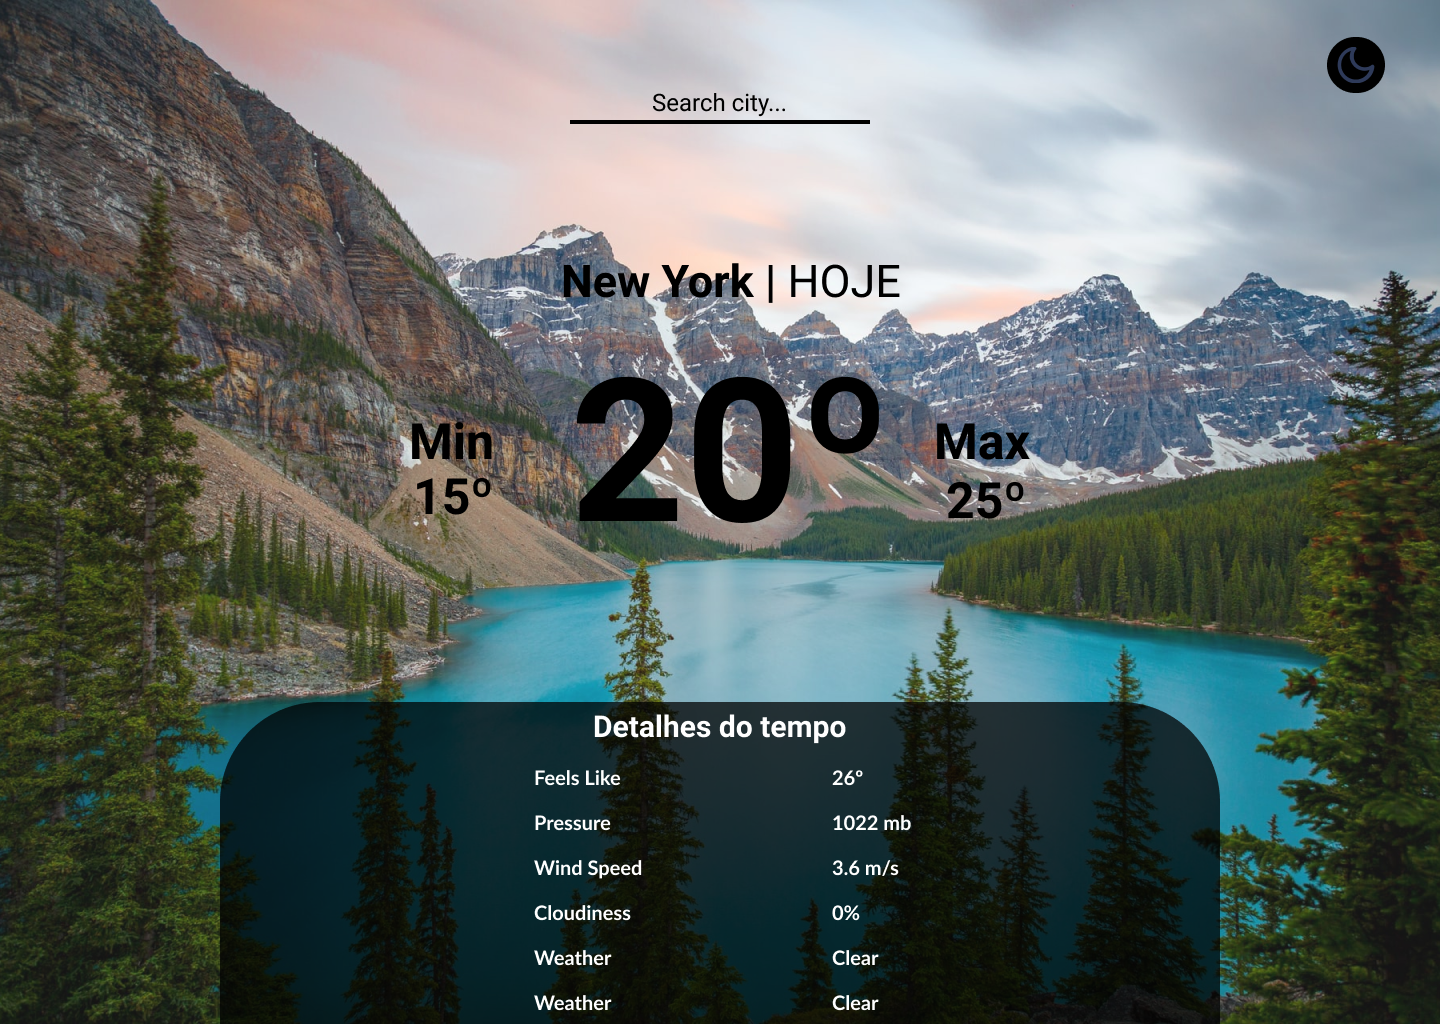 Search city...
New York | HOJE
Min
15º
20º
Max
25º
Detalhes do tempo
Feels Like 26º
Pressure 1022 mb
Wind Speed 3.6 m/s
Cloudiness 0%
Weather Clear
Weather Clear